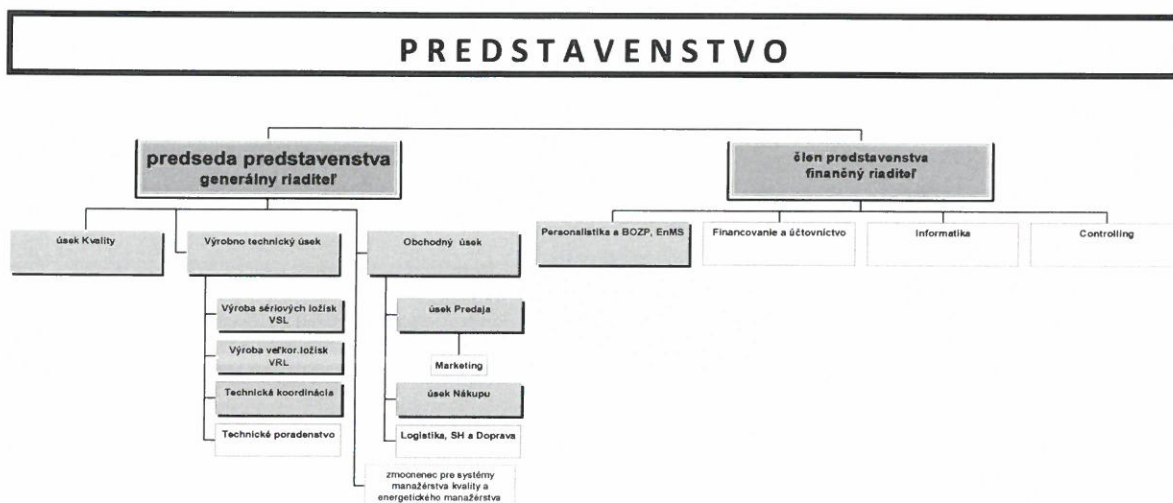 PREDSTAVENSTVO
predseda predstavenstva
generálny riaditeľ
člen predstavenstva
finančný riaditeľ
úsek Kvality
Výrobno technický úsek
Obchodný úsek
Personalistika a BOZP, EnMS
Financovanie a účtovníctvo
Informatika
Controlling
Výroba sériových ložísk
VSL
Výroba veľkor.ložísk
VRL
Technická koordinácia
Technické poradenstvo
úsek Predaja
Marketing
úsek Nákupu
Logistika, SH a Doprava
zmocnenec pre systémy
manažérstva kvality a
energetického manažérstva